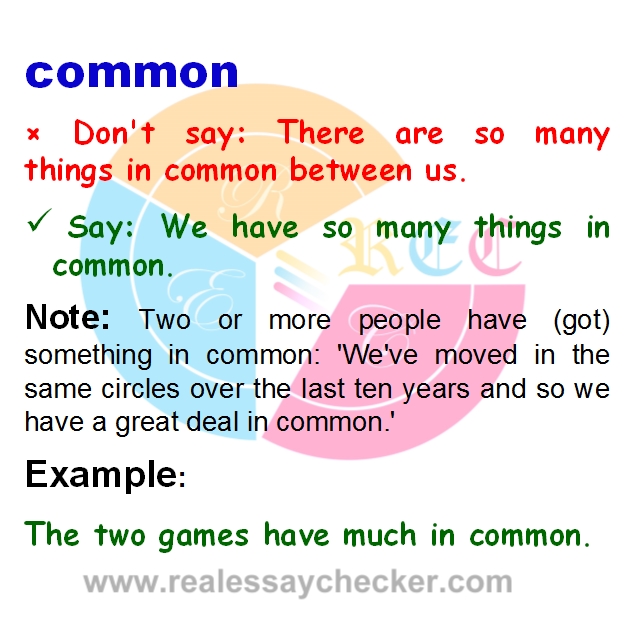 common
× Don't say: There are so many
things in common between us.
✓ Say: We have so many things in
common.
Note: Two or more people have (got)
something in common: 'We've moved in the
same circles over the last ten years and so we
have a great deal in common.'
Example:
The two games have much in common.
www.realessaychecker.com
R
E
C
REC